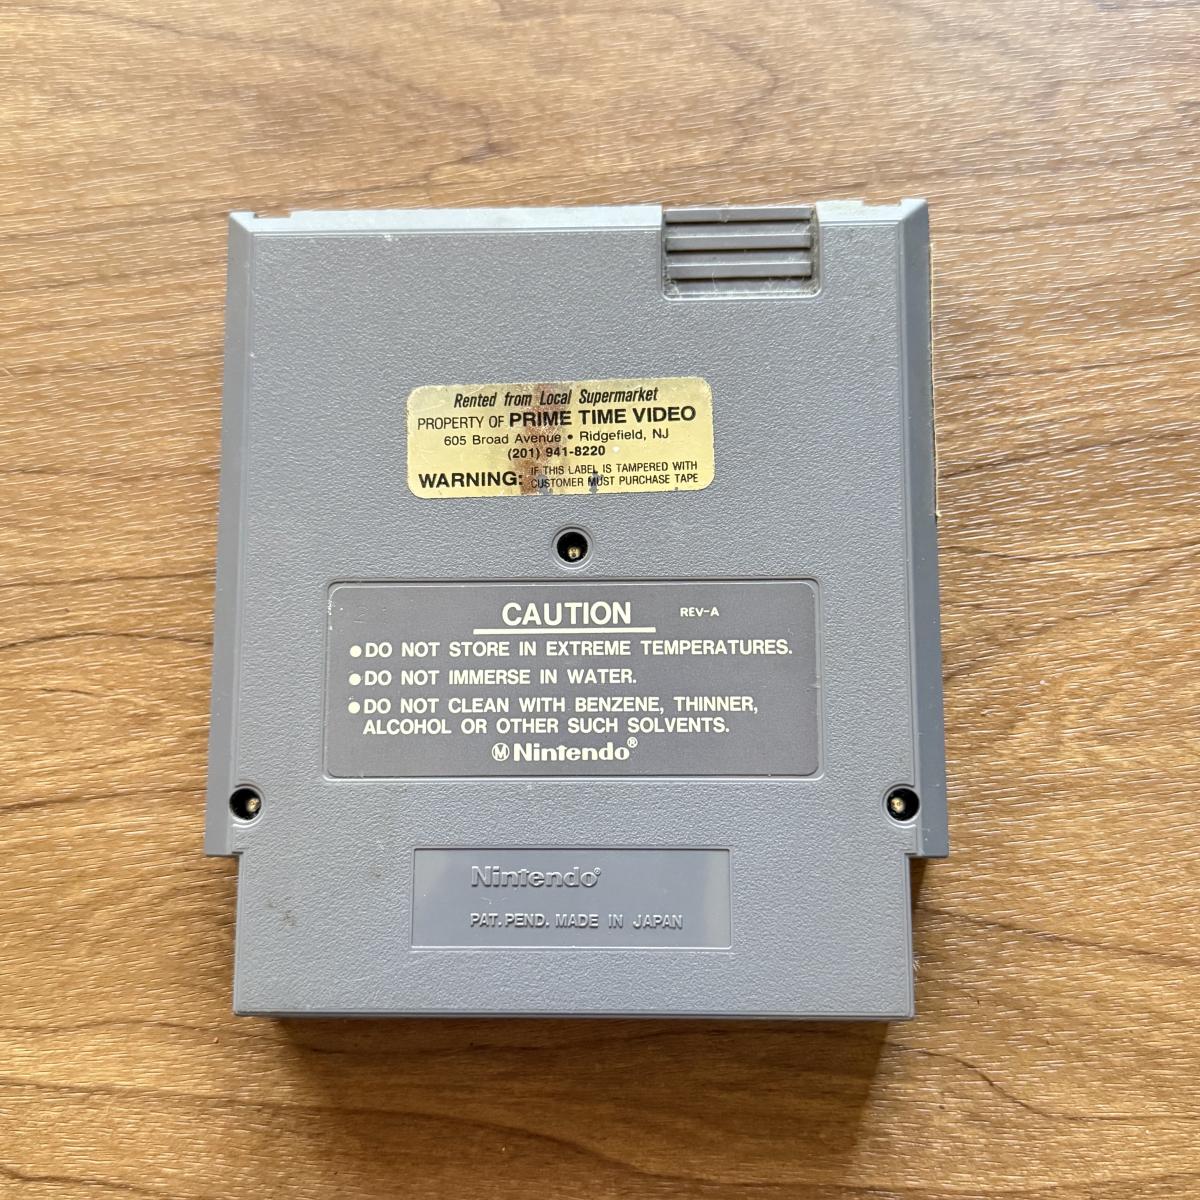 Rented from Local Supermarket
PROPERTY OF PRIME TIME VIDEO
605 Broad Avenue • Ridgefield, NJ
(201) 941-8220
WARNING: IF THIS LABEL IS TAMPERED WITH
CUSTOMER MUST PURCHASE TAPE
CAUTION REV-A
●DO NOT STORE IN EXTREME TEMPERATURES.
●DO NOT IMMERSE IN WATER.
●DO NOT CLEAN WITH BENZENE, THINNER,
ALCOHOL OR OTHER SUCH SOLVENTS.
Ⓜ Nintendo®
Nintendo®
PAT. PEND. MADE IN JAPAN